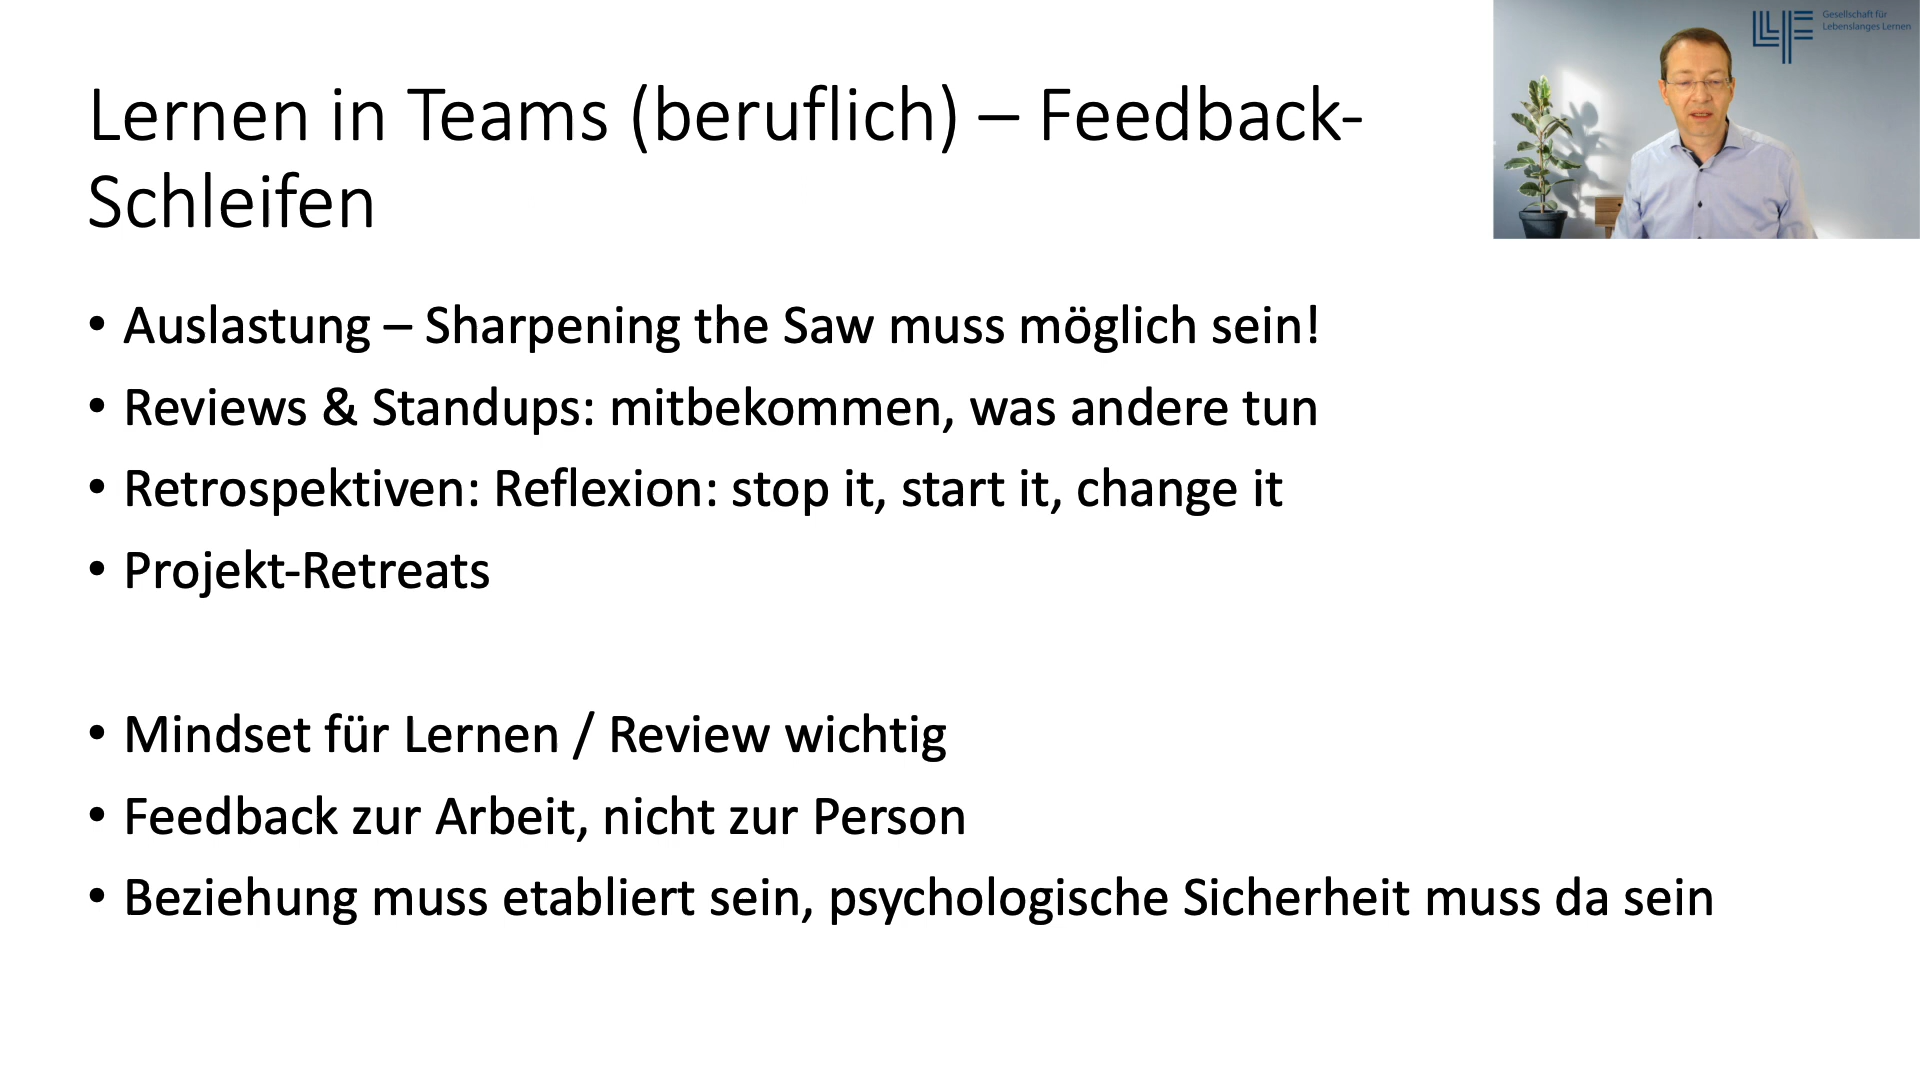 Lernen in Teams (beruflich) – Feedback-
Schleifen
• Auslastung – Sharpening the Saw muss möglich sein!
• Reviews & Standups: mitbekommen, was andere tun
• Retrospektiven: Reflexion: stop it, start it, change it
• Projekt-Retreats
• Mindset für Lernen / Review wichtig
• Feedback zur Arbeit, nicht zur Person
• Beziehung muss etabliert sein, psychologische Sicherheit muss da sein
Gesellschaft für
Lebenslanges Lernen